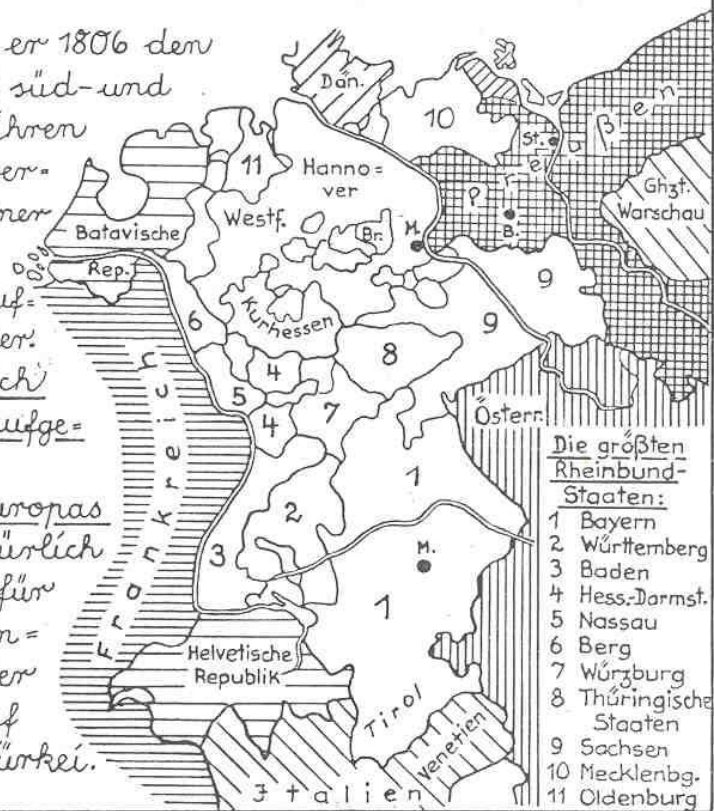 er 1806 den
süd- und
ihren
er=
ner
uf=
er.
ch
ufge=
uropas
ürlich
für
n=
er
f
ürkei.
Dän.
10
St.
Preußen
Ghzt.
Warschau
11
Hanno=
ver
Westf.
Br.
M.
B.
Batavische
Rep.
9
6
Kurhessen
9
8
4
5
7
4
Frankreich
Österr.
1
2
3
M.
1
Helvetische
Republik
Tirol
Venetien
Italien
Die größten
Rheinbund-
Staaten:
1 Bayern
2 Württemberg
3 Baden
4 Hess.-Darmst.
5 Nassau
6 Berg
7 Würzburg
8 Thüringische
Staaten
9 Sachsen
10 Mecklenbg.
11 Oldenburg